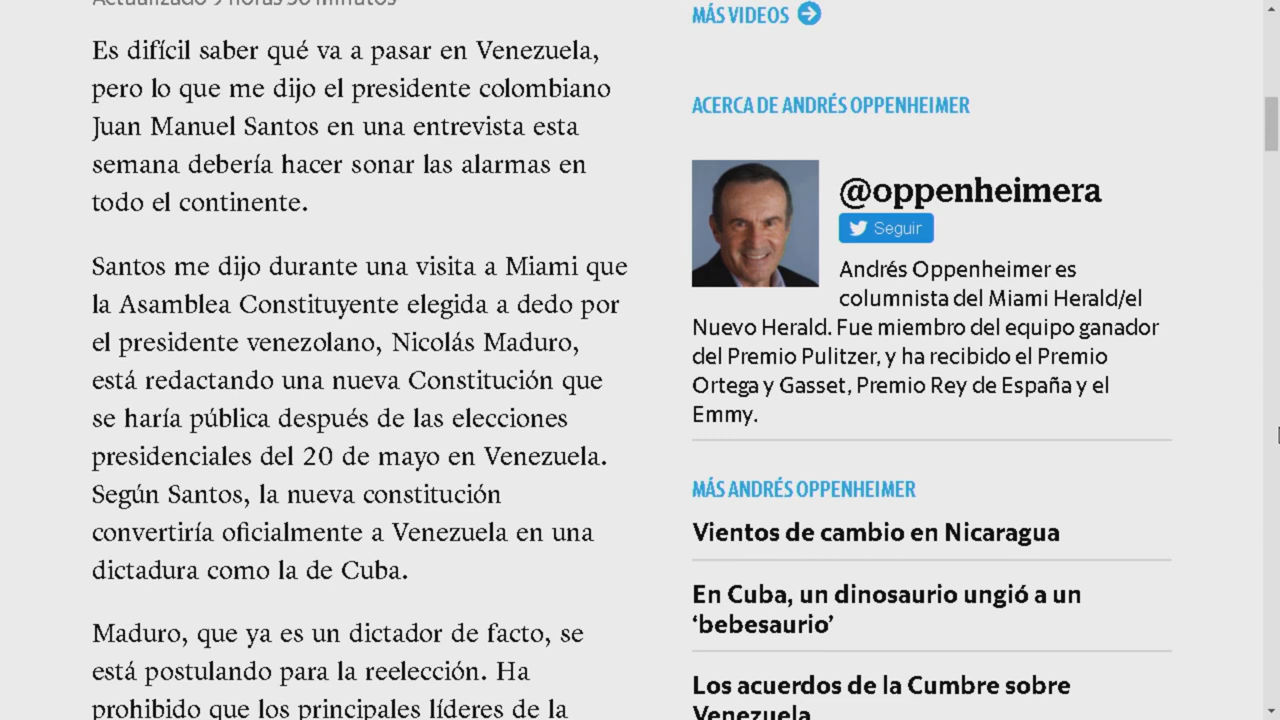 Actualizado 9 horas 50 minutos
Es difícil saber qué va a pasar en Venezuela,
pero lo que me dijo el presidente colombiano
Juan Manuel Santos en una entrevista esta
semana debería hacer sonar las alarmas en
todo el continente.
Santos me dijo durante una visita a Miami que
la Asamblea Constituyente elegida a dedo por
el presidente venezolano, Nicolás Maduro,
está redactando una nueva Constitución que
se haría pública después de las elecciones
presidenciales del 20 de mayo en Venezuela.
Según Santos, la nueva constitución
convertiría oficialmente a Venezuela en una
dictadura como la de Cuba.
Maduro, que ya es un dictador de facto, se
está postulando para la reelección. Ha
prohibido que los principales líderes de la
MÁS VIDEOS
ACERCA DE ANDRÉS OPPENHEIMER
@oppenheimera
Seguir
Andrés Oppenheimer es
columnista del Miami Herald/el
Nuevo Herald. Fue miembro del equipo ganador
del Premio Pulitzer, y ha recibido el Premio
Ortega y Gasset, Premio Rey de España y el
Emmy.
MÁS ANDRÉS OPPENHEIMER
Vientos de cambio en Nicaragua
En Cuba, un dinosaurio ungió a un
‘bebesaurio’
Los acuerdos de la Cumbre sobre
Venezuela